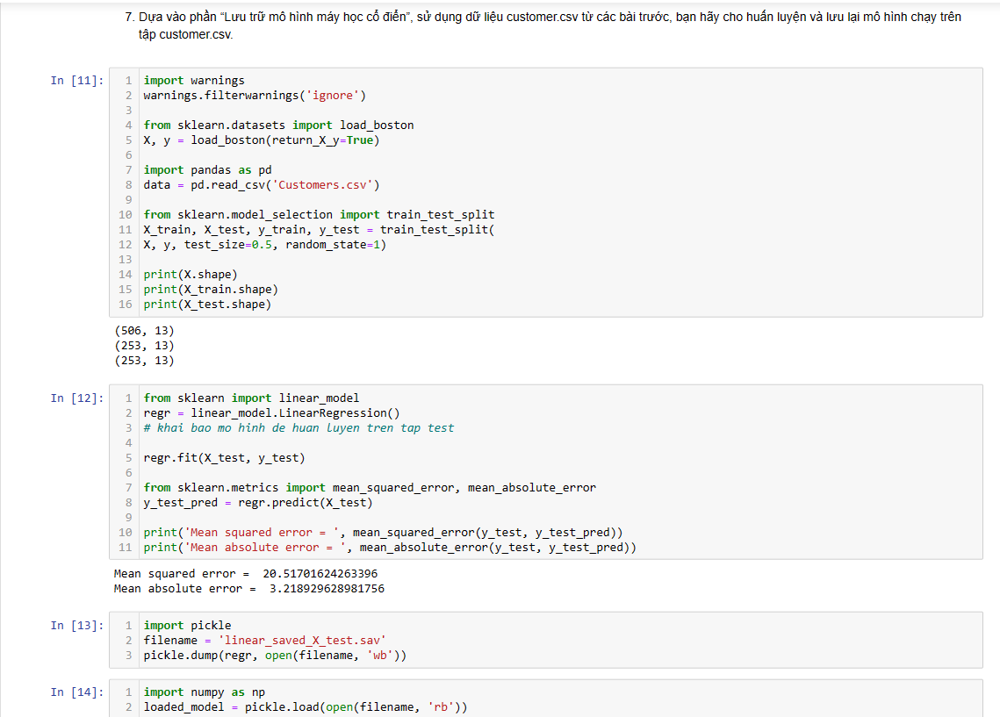 7. Dựa vào phần “Lưu trữ mô hình máy học cổ điển”, sử dụng dữ liệu customer.csv từ các bài trước, bạn hãy cho huấn luyện và lưu lại mô hình chạy trên
tập customer.csv.
In [11]:
1 import warnings
2 warnings.filterwarnings('ignore')
3
4 from sklearn.datasets import load_boston
5 X, y = load_boston(return_X_y=True)
6
7 import pandas as pd
8 data = pd.read_csv('Customers.csv')
9
10 from sklearn.model_selection import train_test_split
11 X_train, X_test, y_train, y_test = train_test_split(
12 X, y, test_size=0.5, random_state=1)
13
14 print(X.shape)
15 print(X_train.shape)
16 print(X_test.shape)
(506, 13)
(253, 13)
(253, 13)
In [12]:
1 from sklearn import linear_model
2 regr = linear_model.LinearRegression()
3 # khai bao mo hinh de huan luyen tren tap test
4
5 regr.fit(X_test, y_test)
6
7 from sklearn.metrics import mean_squared_error, mean_absolute_error
8 y_test_pred = regr.predict(X_test)
9
10 print('Mean squared error = ', mean_squared_error(y_test, y_test_pred))
11 print('Mean absolute error = ', mean_absolute_error(y_test, y_test_pred))
Mean squared error =  20.51701624263396
Mean absolute error =  3.218929628981756
In [13]:
1 import pickle
2 filename = 'linear_saved_X_test.sav'
3 pickle.dump(regr, open(filename, 'wb'))
In [14]:
1 import numpy as np
2 loaded_model = pickle.load(open(filename, 'rb'))